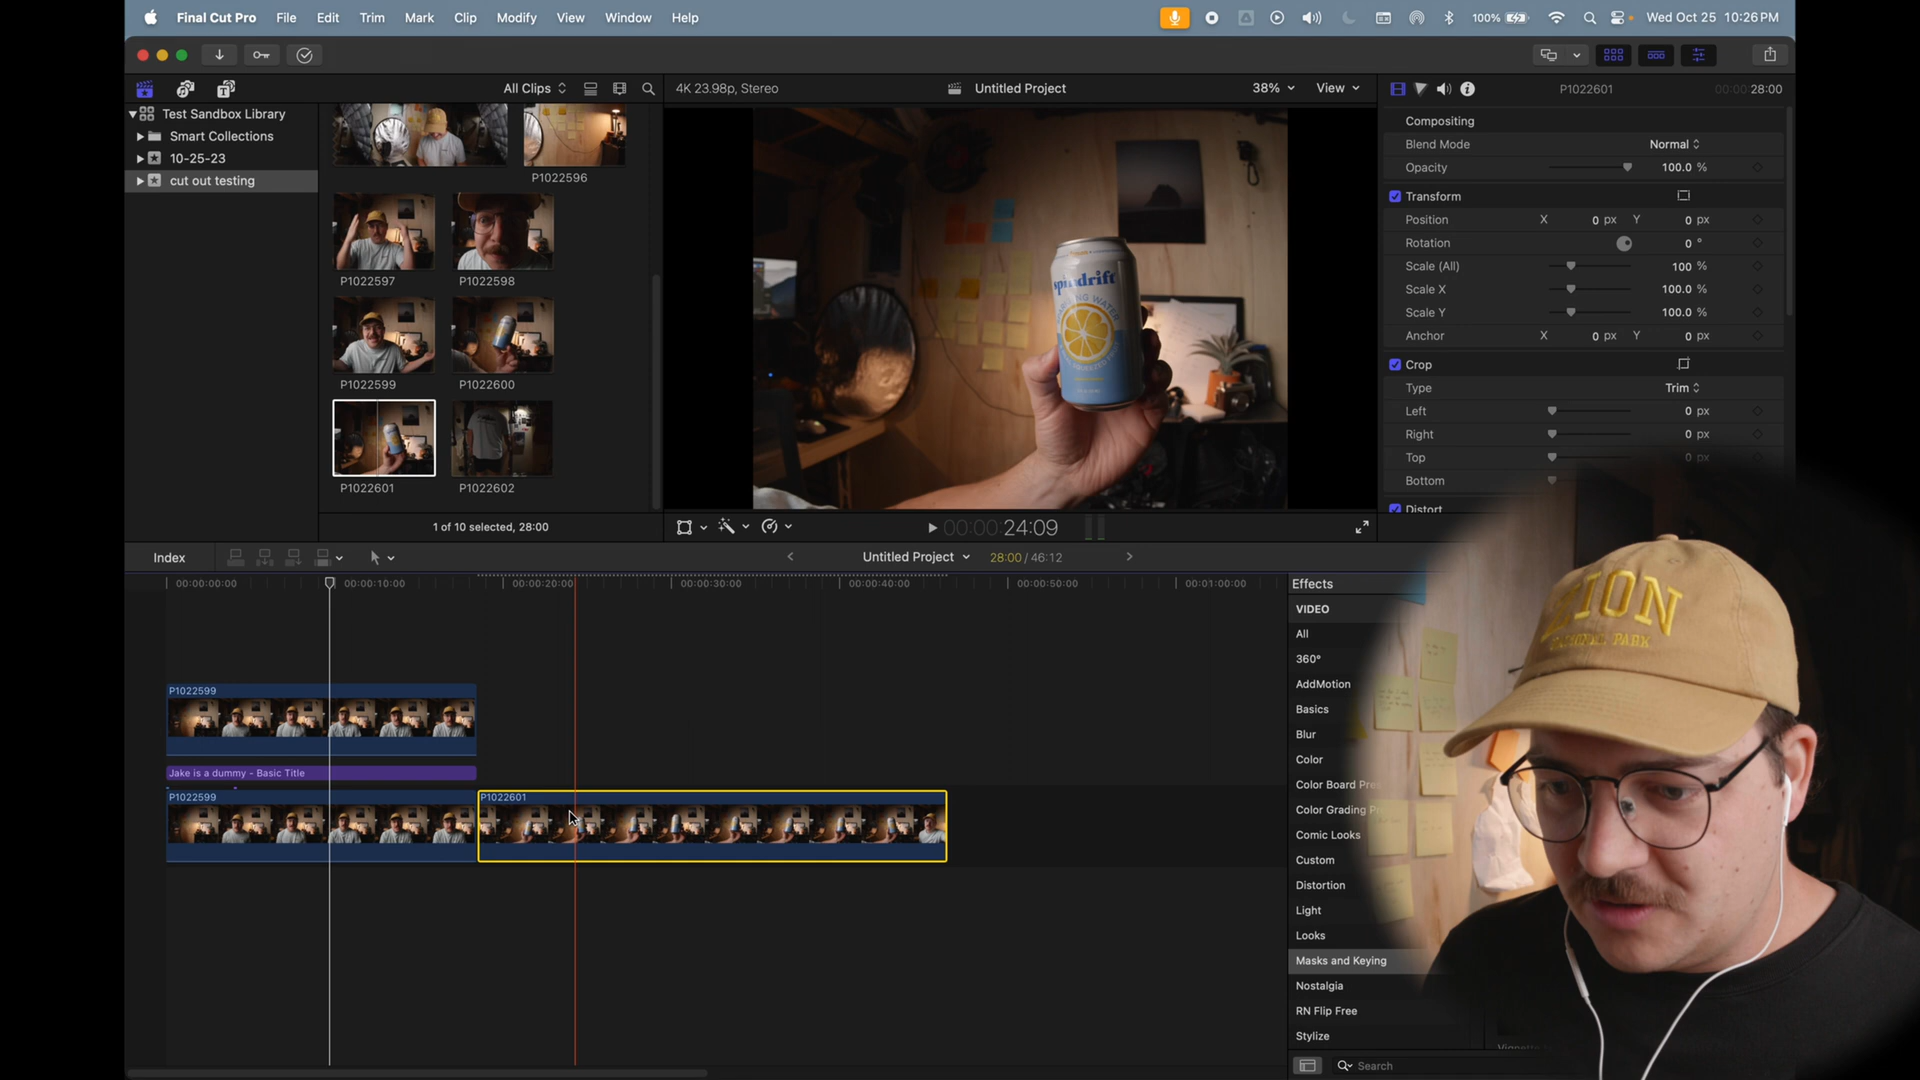 Final Cut Pro File Edit Trim Mark Clip Modify View Window Help 100% Wed Oct 25 10:26 PM
All Clips 4K 23.98p, Stereo Untitled Project 38% View P1022601 00:00:28:00
Test Sandbox Library
Smart Collections
10-25-23
cut out testing
P1022596
P1022597 P1022598
P1022599 P1022600
P1022601 P1022602
1 of 10 selected, 28:00
spindrift
SPARKLING WATER
00:00:24:09
Compositing
Blend Mode Normal
Opacity 100.0 %
Transform
Position X 0 px Y 0 px
Rotation 0 °
Scale (All) 100 %
Scale X 100.0 %
Scale Y 100.0 %
Anchor X 0 px Y 0 px
Crop
Type Trim
Left 0 px
Right 0 px
Top 0 px
Bottom
Distort
Index Untitled Project 28:00 / 46:12
00:00:00:00 00:00:10:00 00:00:20:00 00:00:30:00 00:00:40:00 00:00:50:00 00:01:00:00
P1022599
Jake is a dummy - Basic Title
P1022599 P1022601
Effects
VIDEO
All
360°
AddMotion
Basics
Blur
Color
Color Board Pre
Color Grading P
Comic Looks
Custom
Distortion
Light
Looks
Masks and Keying
Nostalgia
RN Flip Free
Stylize
Search
ZION
NATIONAL PARK